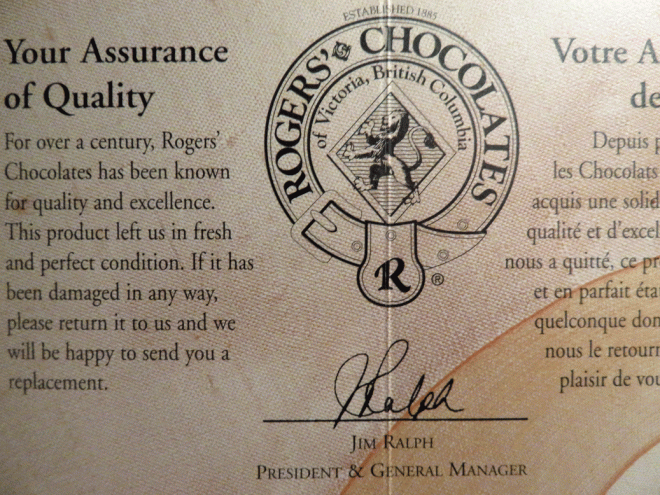 Your Assurance
of Quality
For over a century, Rogers'
Chocolates has been known
for quality and excellence.
This product left us in fresh
and perfect condition. If it has
been damaged in any way,
please return it to us and we
will be happy to send you a
replacement.
ESTABLISHED 1885
ROGERS' CHOCOLATES
of Victoria, British Columbia
R®
J Ralph
JIM RALPH
PRESIDENT & GENERAL MANAGER
Votre A
de
Depuis p
les Chocolats
acquis une solid
qualité et d'excel
nous a quitté, ce pr
et en parfait éta
quelconque dom
nous le retourn
plaisir de vou